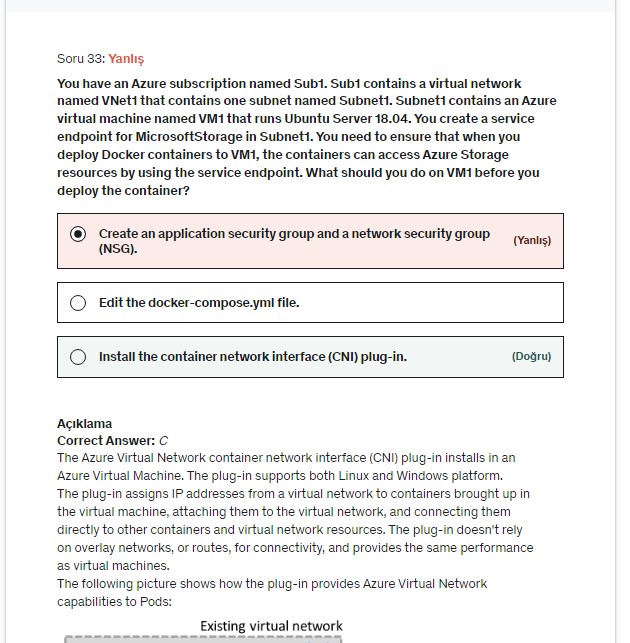 Soru 33: Yanlış
You have an Azure subscription named Sub1. Sub1 contains a virtual network
named VNet1 that contains one subnet named Subnet1. Subnet1 contains an Azure
virtual machine named VM1 that runs Ubuntu Server 18.04. You create a service
endpoint for MicrosoftStorage in Subnet1. You need to ensure that when you
deploy Docker containers to VM1, the containers can access Azure Storage
resources by using the service endpoint. What should you do on VM1 before you
deploy the container?
Create an application security group and a network security group
(NSG).
(Yanlış)
Edit the docker-compose.yml file.
Install the container network interface (CNI) plug-in.
(Doğru)
Açıklama
Correct Answer: C
The Azure Virtual Network container network interface (CNI) plug-in installs in an
Azure Virtual Machine. The plug-in supports both Linux and Windows platform.
The plug-in assigns IP addresses from a virtual network to containers brought up in
the virtual machine, attaching them to the virtual network, and connecting them
directly to other containers and virtual network resources. The plug-in doesn't rely
on overlay networks, or routes, for connectivity, and provides the same performance
as virtual machines.
The following picture shows how the plug-in provides Azure Virtual Network
capabilities to Pods:
Existing virtual network